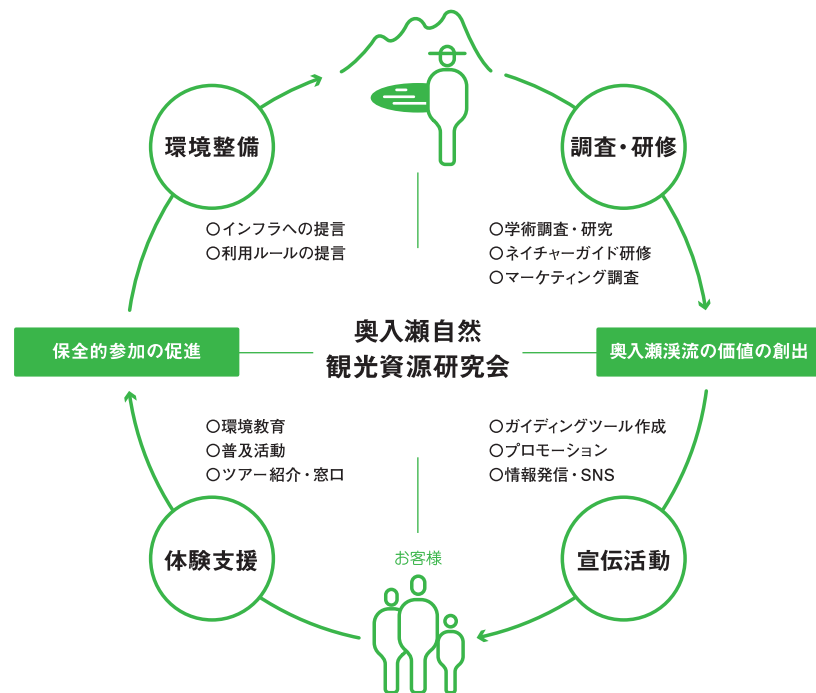 環境整備
調査・研修
○インフラへの提言
○利用ルールの提言
○学術調査・研究
○ネイチャーガイド研修
○マーケティング調査
保全的参加の促進
奥入瀬自然
観光資源研究会
奥入瀬渓流の価値の創出
○環境教育
○普及活動
○ツアー紹介・窓口
○ガイディングツール作成
○プロモーション
○情報発信・SNS
体験支援
お客様
宣伝活動